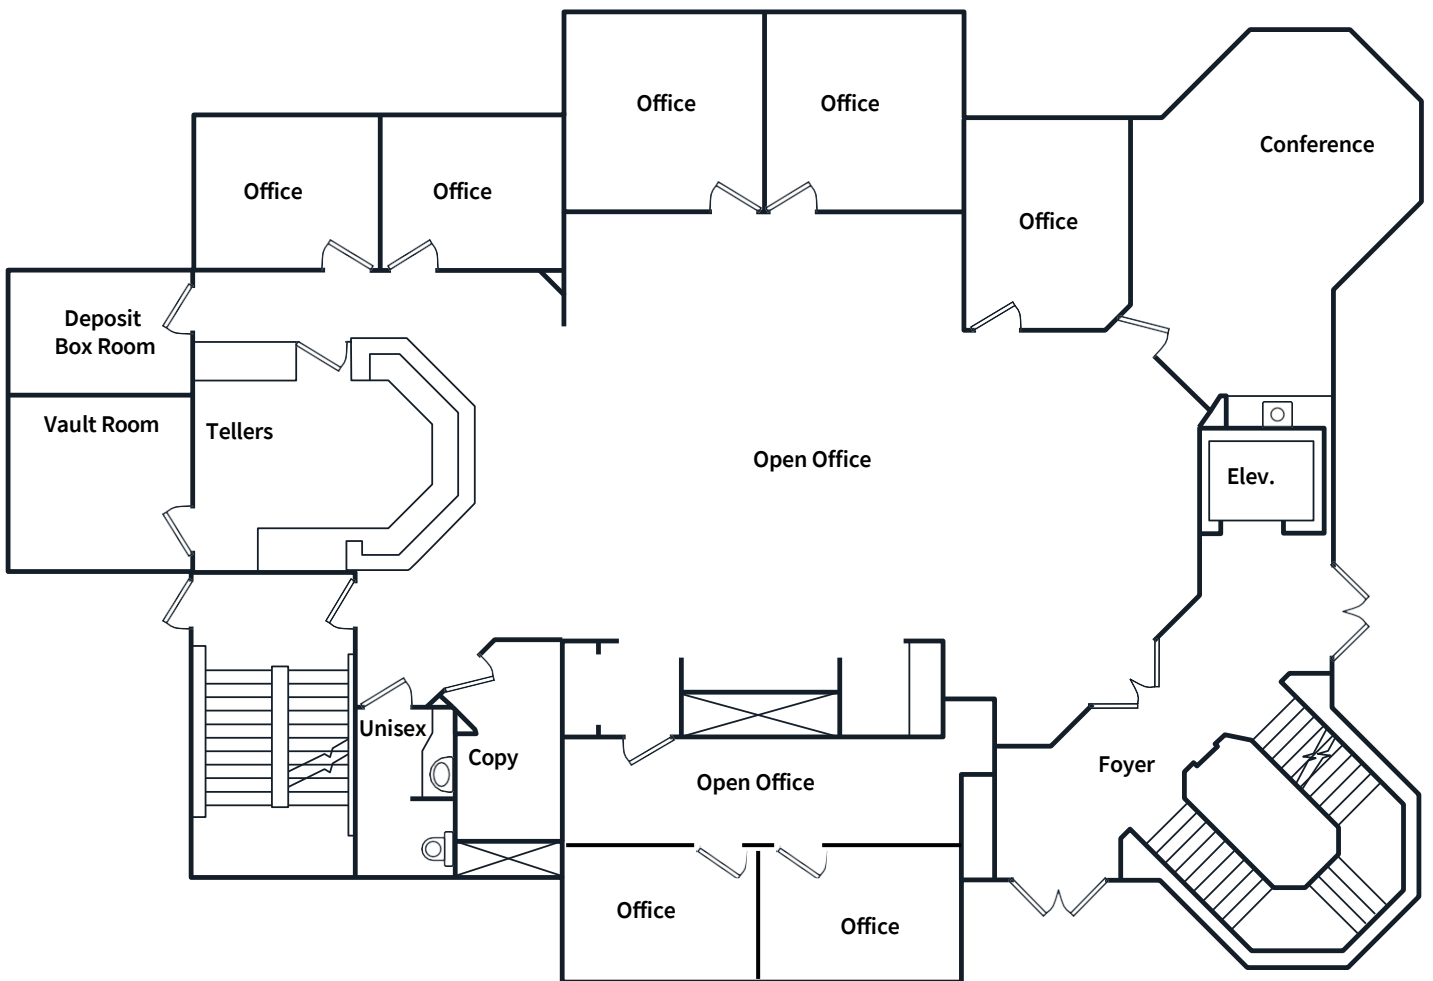 Office
Office
Conference
Office
Office
Office
Deposit
Box Room
Vault Room
Tellers
Open Office
Elev.
Unisex
Copy
Foyer
Open Office
Office
Office